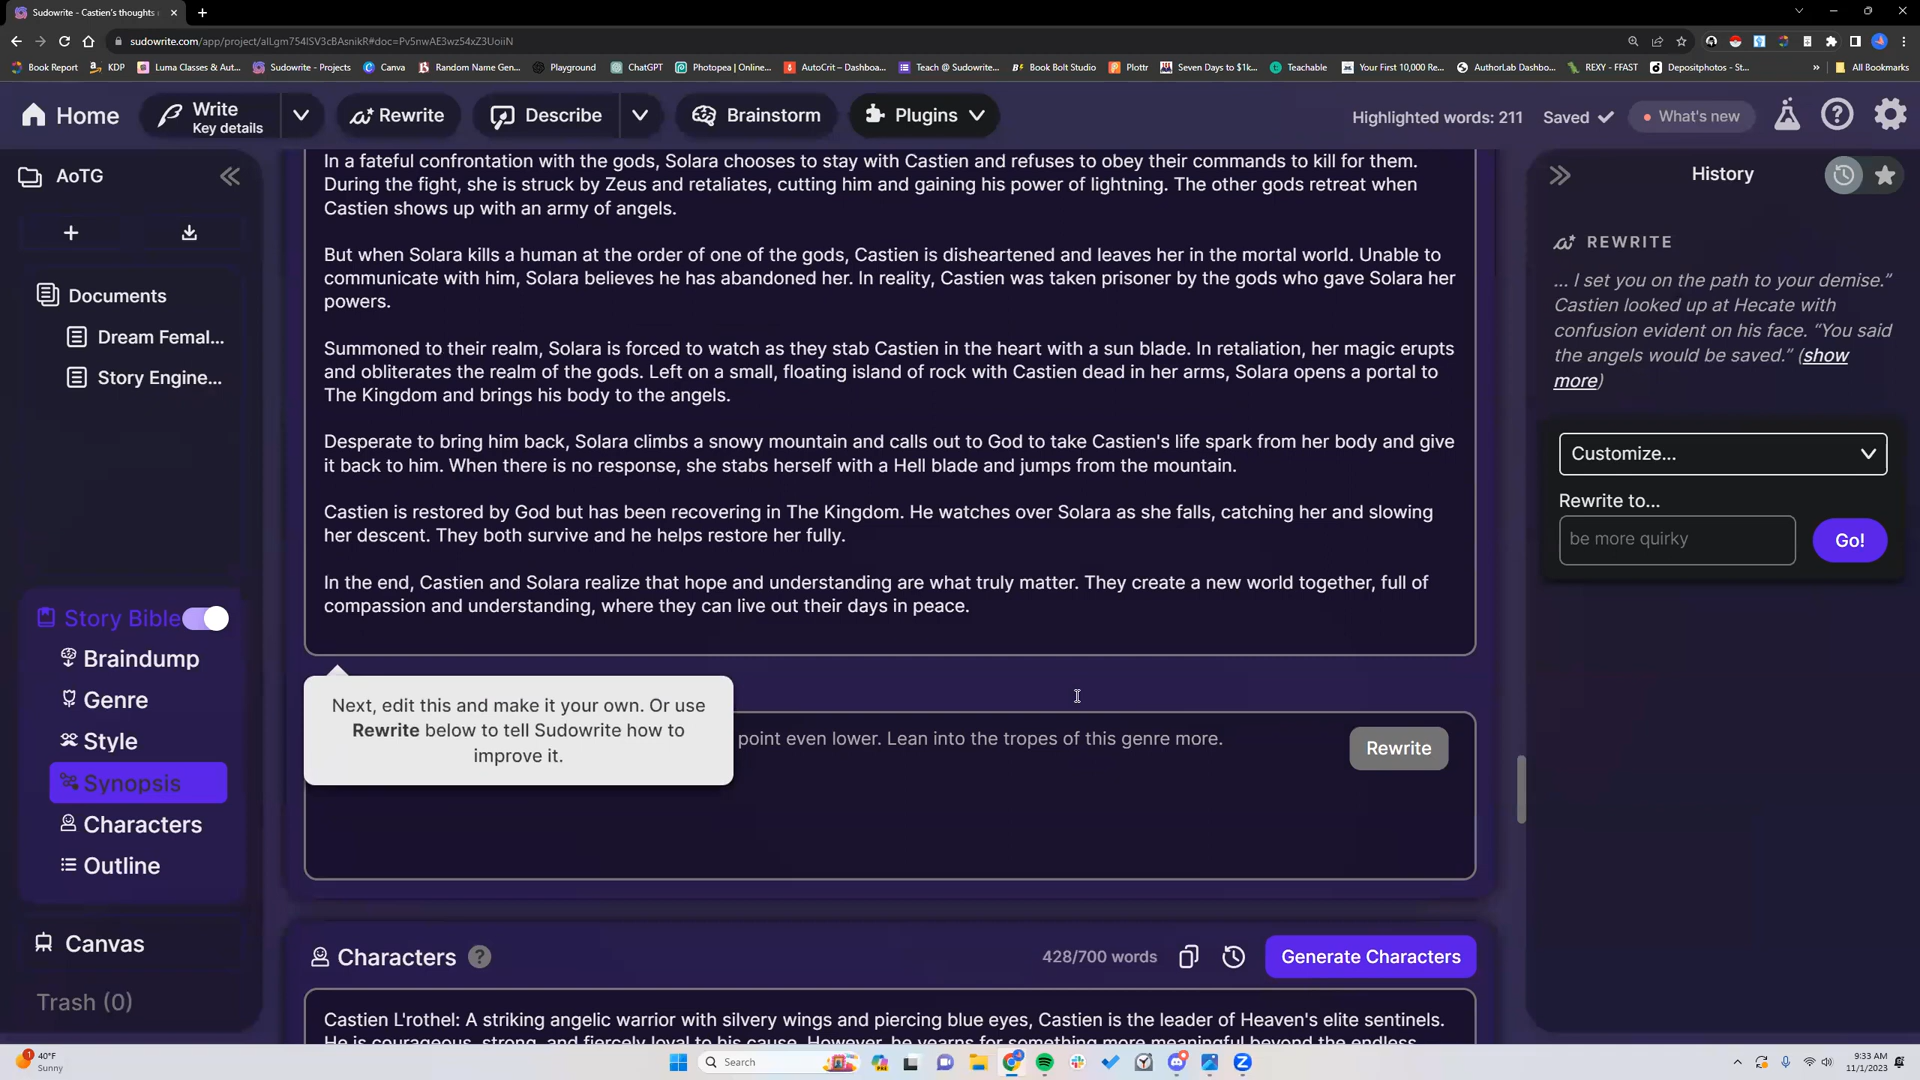 Sudowrite - Castien's thoughts
sudowrite.com/app/project/
Book Report
KDP
Luma Classes & Aut...
Sudowrite - Projects
Canva
Random Name Gen...
Playground
ChatGPT
Photopea | Online...
AutoCrit – Dashboa...
Teach @ Sudowrite...
Book Bolt Studio
Plottr
Seven Days to $1k...
Teachable
Your First 10,000 Re...
AuthorLab Dashbo...
REXY - FFAST
Depositphotos - St...
All Bookmarks
Home
Write
Key details
Rewrite
Describe
Brainstorm
Plugins
Highlighted words: 211
Saved
What's new
AoTG
Documents
Dream Femal...
Story Engine...
Story Bible
Braindump
Genre
Style
Synopsis
Characters
Outline
Canvas
Trash (0)
In a fateful confrontation with the gods, Solara chooses to stay with Castien and refuses to obey their commands to kill for them.
During the fight, she is struck by Zeus and retaliates, cutting him and gaining his power of lightning. The other gods retreat when
Castien shows up with an army of angels.
But when Solara kills a human at the order of one of the gods, Castien is disheartened and leaves her in the mortal world. Unable to
communicate with him, Solara believes he has abandoned her. In reality, Castien was taken prisoner by the gods who gave Solara her
powers.
Summoned to their realm, Solara is forced to watch as they stab Castien in the heart with a sun blade. In retaliation, her magic erupts
and obliterates the realm of the gods. Left on a small, floating island of rock with Castien dead in her arms, Solara opens a portal to
The Kingdom and brings his body to the angels.
Desperate to bring him back, Solara climbs a snowy mountain and calls out to God to take Castien's life spark from her body and give
it back to him. When there is no response, she stabs herself with a Hell blade and jumps from the mountain.
Castien is restored by God but has been recovering in The Kingdom. He watches over Solara as she falls, catching her and slowing
her descent. They both survive and he helps restore her fully.
In the end, Castien and Solara realize that hope and understanding are what truly matter. They create a new world together, full of
compassion and understanding, where they can live out their days in peace.
Next, edit this and make it your own. Or use
Rewrite below to tell Sudowrite how to
improve it.
point even lower. Lean into the tropes of this genre more.
Rewrite
Characters
428/700 words
Generate Characters
Castien L'rothel: A striking angelic warrior with silvery wings and piercing blue eyes, Castien is the leader of Heaven's elite sentinels.
He is courageous, strong, and fiercely loyal to his cause. However, he yearns for something more meaningful beyond the endless
History
REWRITE
... I set you on the path to your demise.”
Castien looked up at Hecate with
confusion evident on his face. “You said
the angels would be saved.” (show
more)
Customize...
Rewrite to...
be more quirky
Go!
40°F
Sunny
Search
9:33 AM
11/1/2023